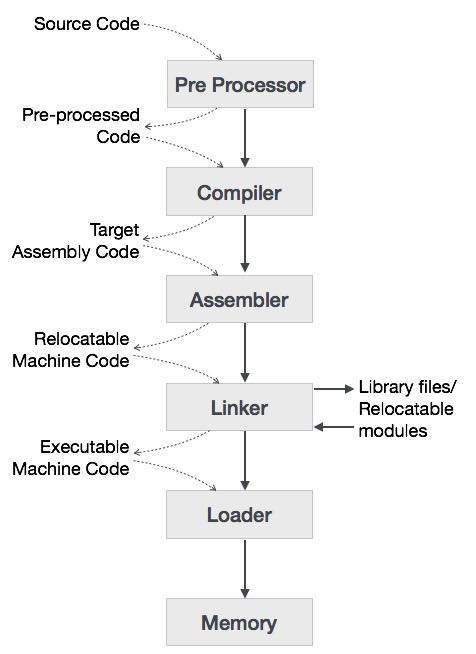 Source Code
Pre Processor
Pre-processed
Code
Compiler
Target
Assembly Code
Assembler
Relocatable
Machine Code
Linker
Library files/
Relocatable
modules
Executable
Machine Code
Loader
Memory